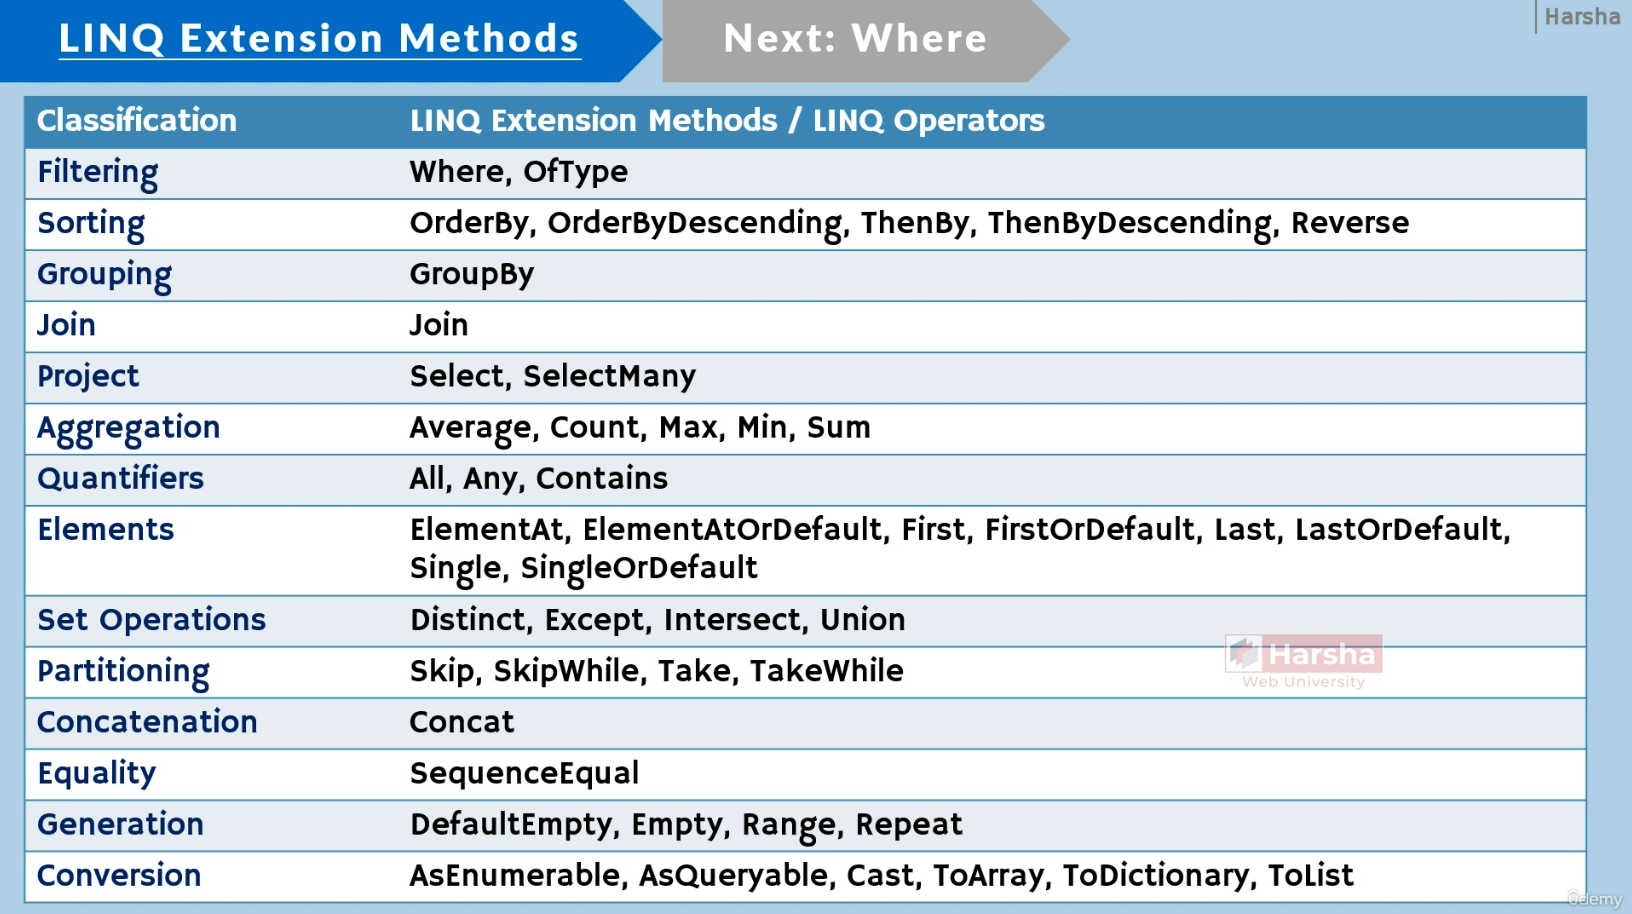 LINQ Extension Methods
Next: Where
Harsha
Classification
LINQ Extension Methods / LINQ Operators
Filtering
Where, OfType
Sorting
OrderBy, OrderByDescending, ThenBy, ThenByDescending, Reverse
Grouping
GroupBy
Join
Join
Project
Select, SelectMany
Aggregation
Average, Count, Max, Min, Sum
Quantifiers
All, Any, Contains
Elements
ElementAt, ElementAtOrDefault, First, FirstOrDefault, Last, LastOrDefault,
Single, SingleOrDefault
Set Operations
Distinct, Except, Intersect, Union
Partitioning
Skip, SkipWhile, Take, TakeWhile
Harsha
Web University
Concatenation
Concat
Equality
SequenceEqual
Generation
DefaultEmpty, Empty, Range, Repeat
Conversion
AsEnumerable, AsQueryable, Cast, ToArray, ToDictionary, ToList
ûdemy